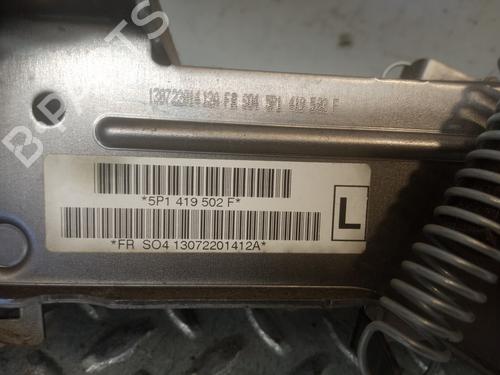 B-PARTS
13072201412A FR SO4 5P1 419 502 F
*5P1 419 502 F*
L
*FR SO4 13072201412A*